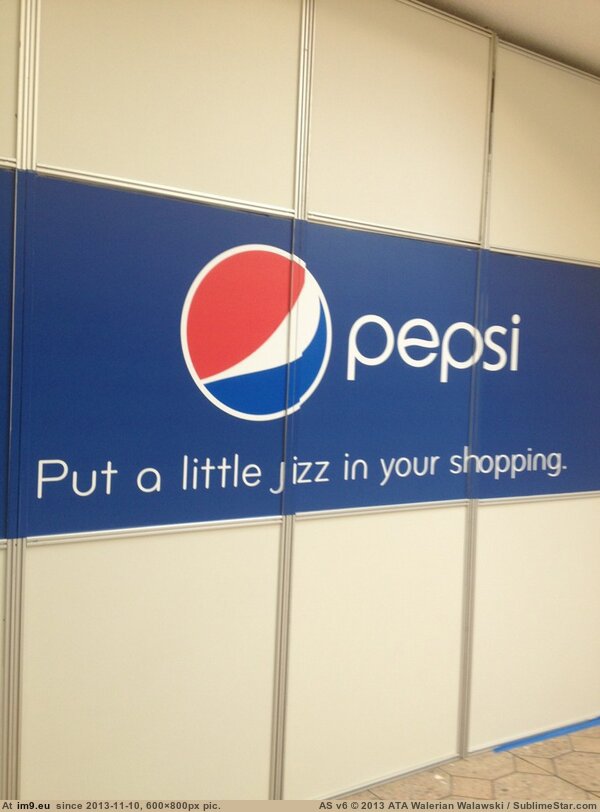 pepsi
Put a little jizz in your shopping.
At im9.eu since 2013-11-10, 600×800px pic.
AS v6 © 2013 ATA Walerian Walawski / SublimeStar.com